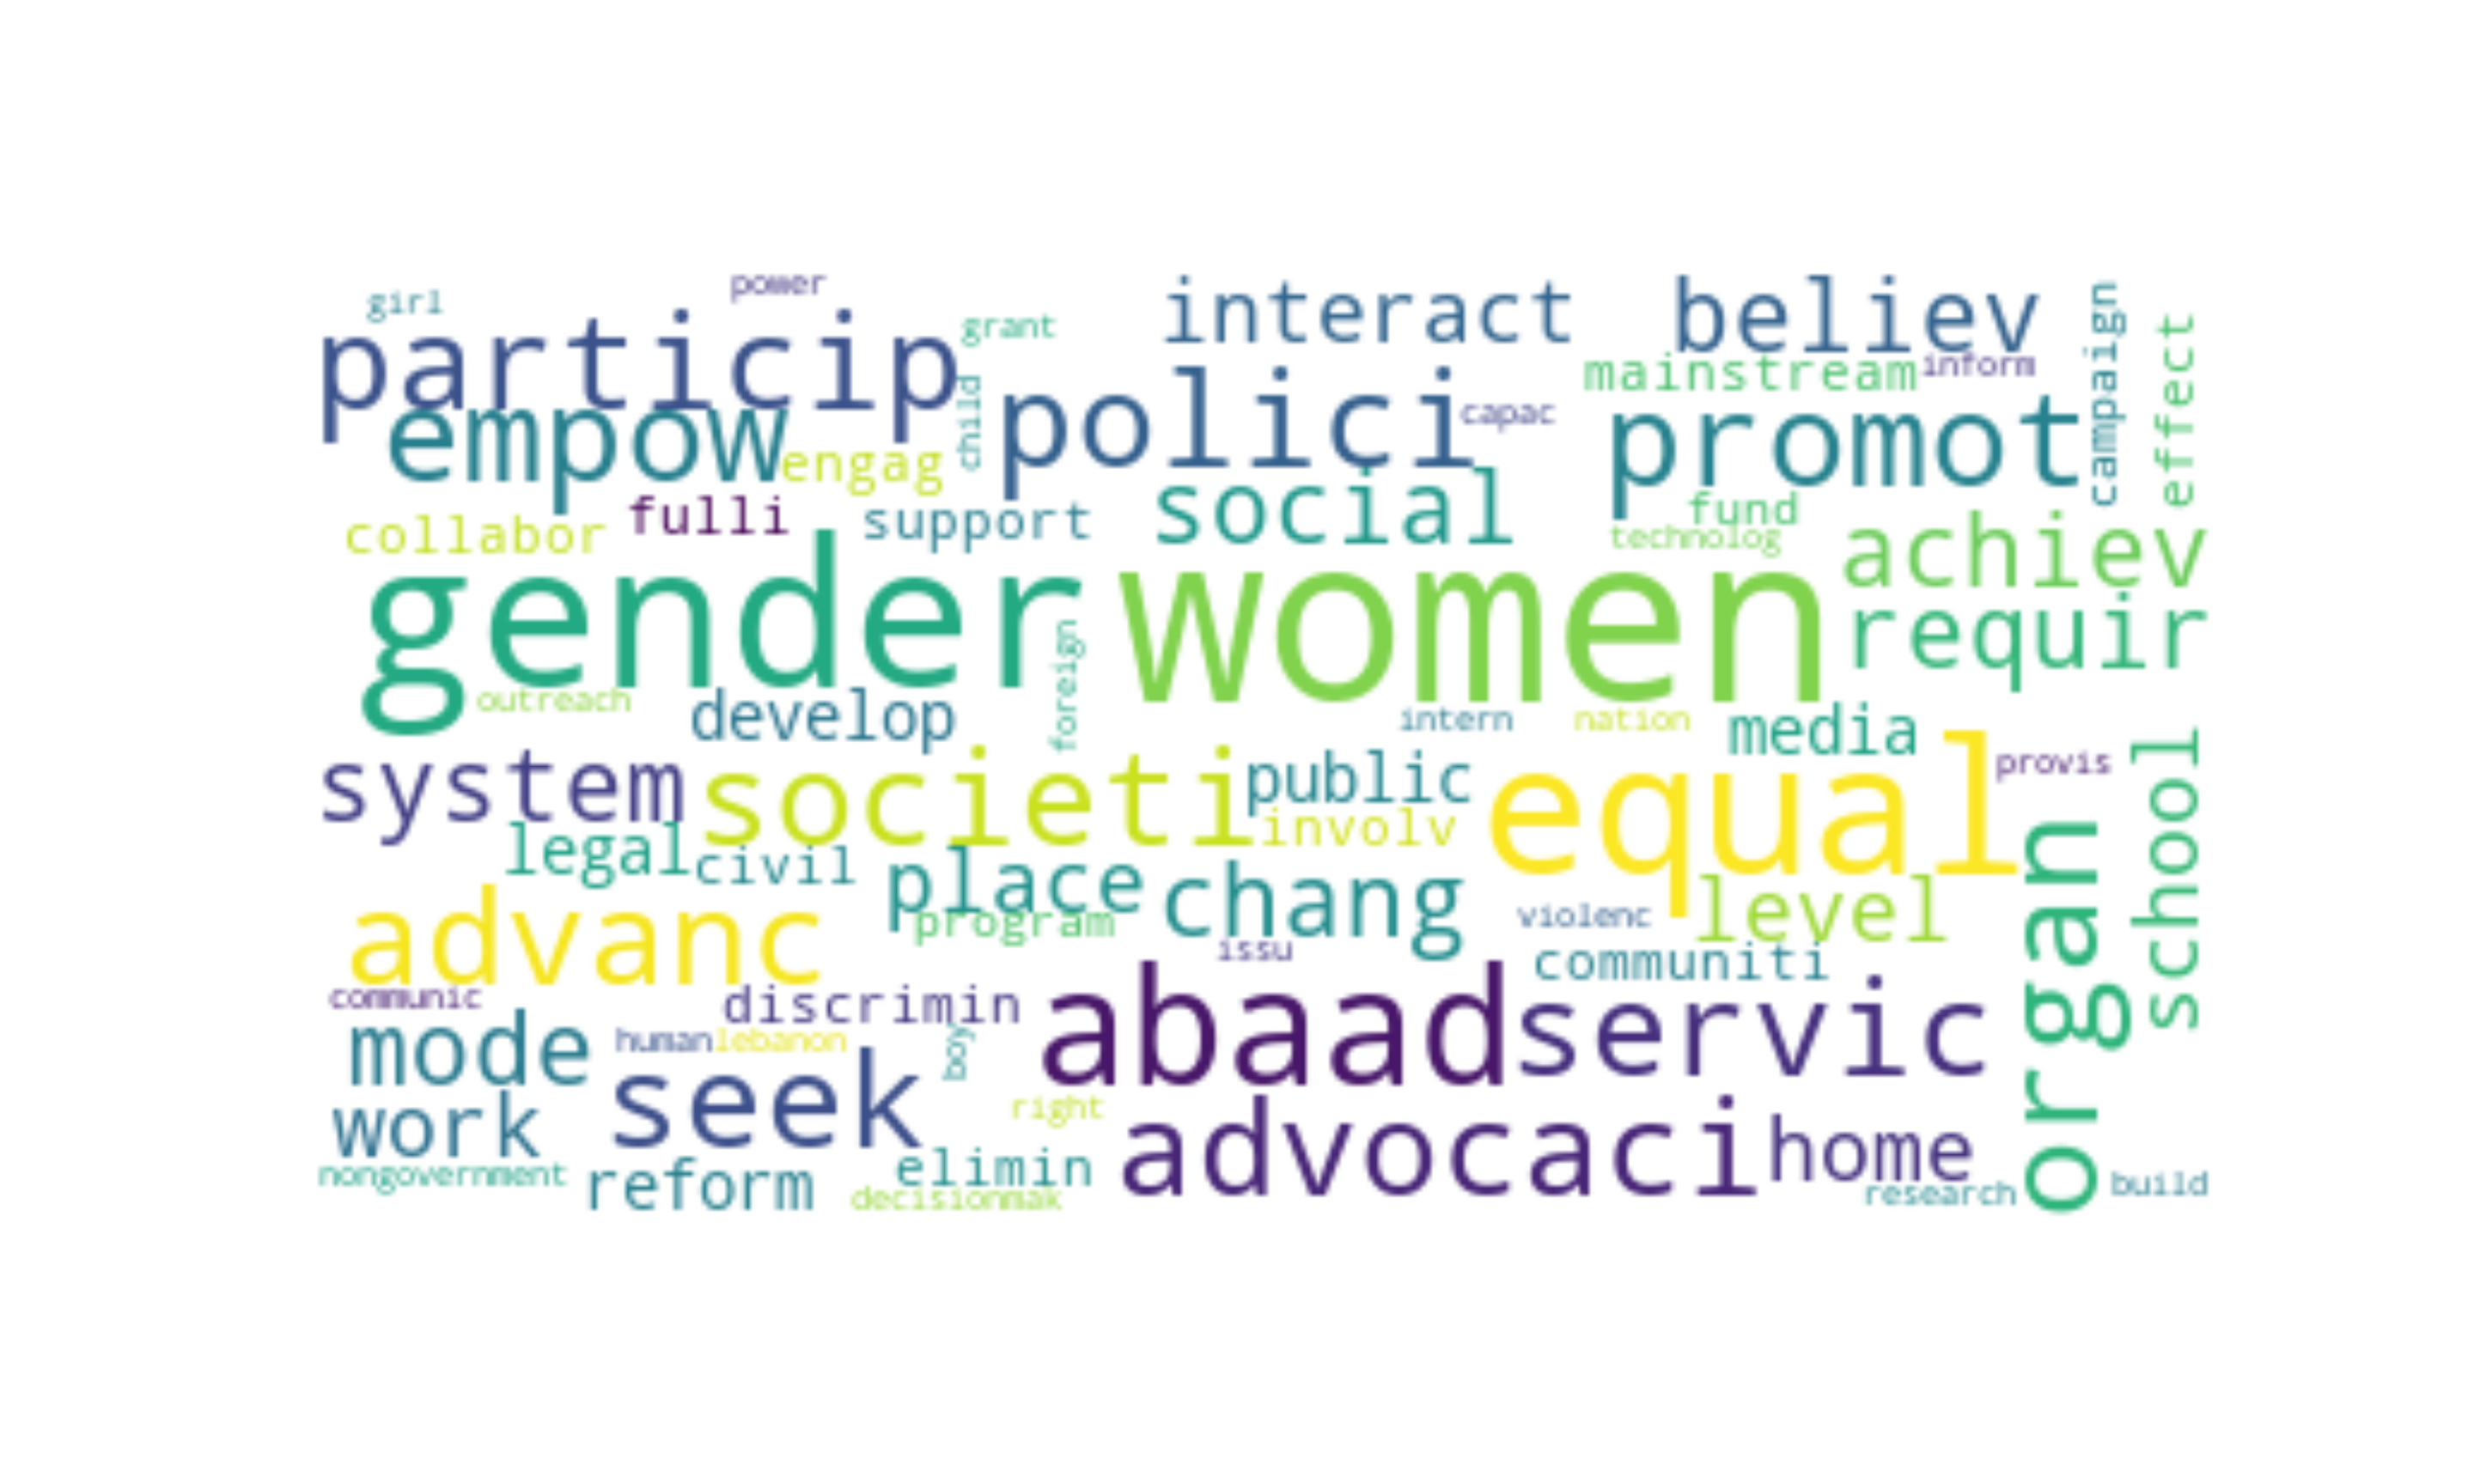 power
girl
interact
believ
campaign
particip
grant
effect
mainstream
inform
child
polici
capac
empow
engag
promot
social
fulli
support
fund
collabor
technolog
achiev
gender
women
requir
foreign
outreach
develop
intern
nation
media
system
societi
public
equal
provis
school
involv
legal
civil
place
chang
program
level
organ
advanc
violenc
issu
communiti
communic
discrimin
abaad
servic
mode
human
lebanon
boy
seek
work
right
advocaci
home
nongovernment
reform
elimin
decisionmak
research
build